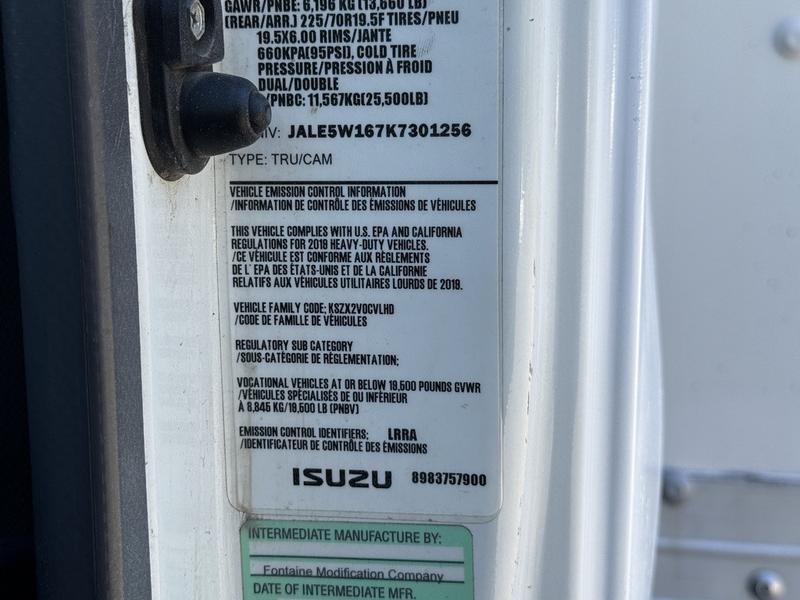 GAWR/PNBE: 6,196 KG (13,660 LB)
(REAR/ARR.) 225/70R19.5F TIRES/PNEU
19.5X6.00 RIMS/JANTE
660KPA(95PSI), COLD TIRE
PRESSURE/PRESSION À FROID
DUAL/DOUBLE
/PNBC: 11,567KG(25,500LB)
IV: JALE5W167K7301256
TYPE: TRU/CAM
VEHICLE EMISSION CONTROL INFORMATION
/INFORMATION DE CONTRÔLE DES ÉMISSIONS DE VÉHICULES
THIS VEHICLE COMPLIES WITH U.S. EPA AND CALIFORNIA
REGULATIONS FOR 2019 HEAVY-DUTY VEHICLES.
/CE VÉHICULE EST CONFORME AUX RÈGLEMENTS
DE L' EPA DES ÉTATS-UNIS ET DE LA CALIFORNIE
RELATIFS AUX VÉHICULES UTILITAIRES LOURDS DE 2019.
VEHICLE FAMILY CODE; KSZX2VOCVLHD
/CODE DE FAMILLE DE VÉHICULES
REGULATORY SUB CATEGORY
/SOUS-CATÉGORIE DE RÈGLEMENTATION;
VOCATIONAL VEHICLES AT OR BELOW 19,500 POUNDS GVWR
/VÉHICULES SPÉCIALISÉS DE OU INFÉRIEUR
À 8,845 KG/19,500 LB (PNBV)
EMISSION CONTROL IDENTIFIERS; LRRA
/IDENTIFICATEUR DE CONTRÔLE DES ÉMISSIONS
ISUZU 8983757900
INTERMEDIATE MANUFACTURE BY:
Fontaine Modification Company
DATE OF INTERMEDIATE MFR.